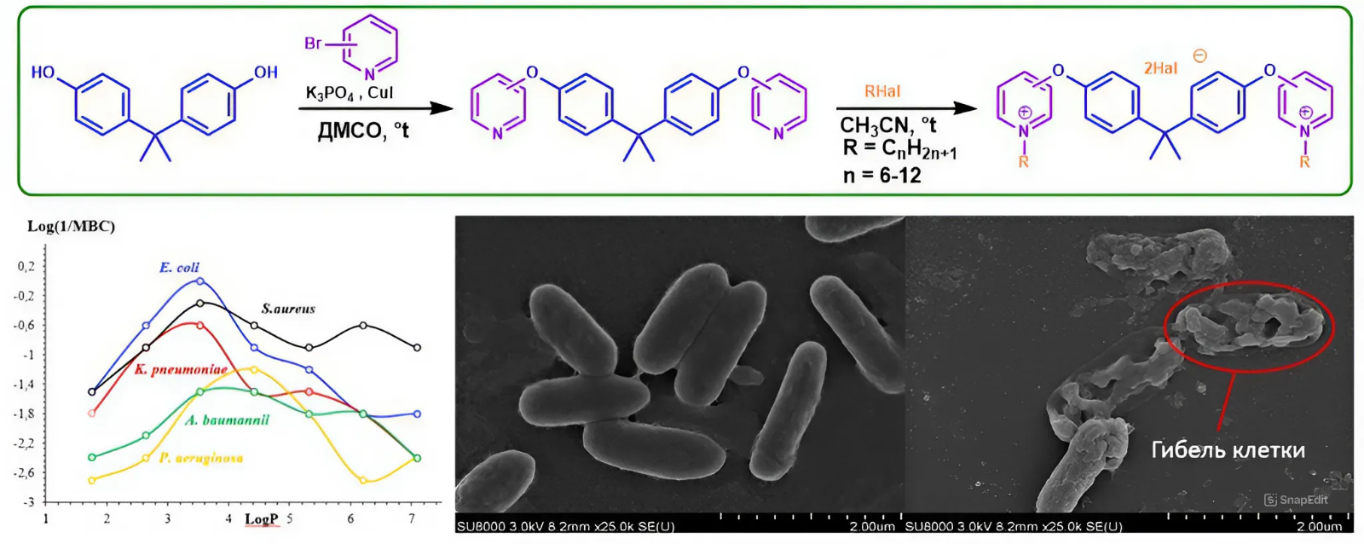 HO
OH
Br
N
K₃PO₄ , CuI
ДМСО, °t
O
O
N
N
RHal
CH₃CN, °t
R = CₙH₂ₙ₊₁
n = 6-12
O
2Hal
⊖
O
⊕
N
R
⊕
N
R
Log(1/MBC)
0,2
-0,2
-0,6
-1
-1,4
-1,8
-2,2
-2,6
-3
E. coli
S.aureus
K. pneumoniae
A. baumannii
P. aeruginosa
1 2 3 4 5 6 7
LogP
SU8000 3.0kV 8.2mm x25.0k SE(U) 2.00um
Гибель клетки
SnapEdit
SU8000 3.0kV 8.2mm x25.0k SE(U) 2.00um